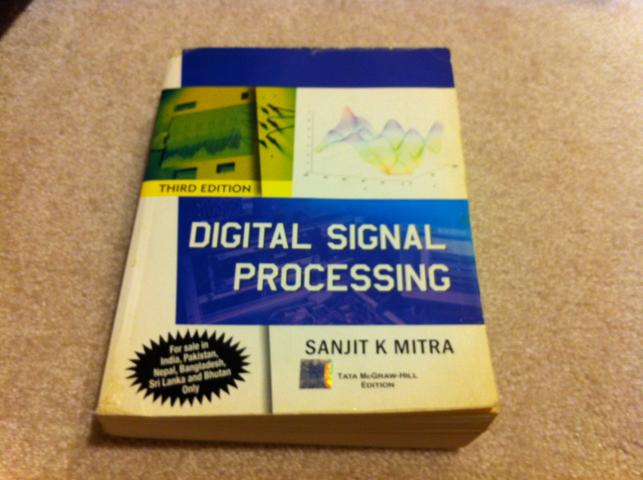 THIRD EDITION
DIGITAL SIGNAL
PROCESSING
SANJIT K MITRA
TATA McGRAW-HILL
EDITION
For sale in
India, Pakistan,
Nepal, Bangladesh,
Sri Lanka and Bhutan
Only